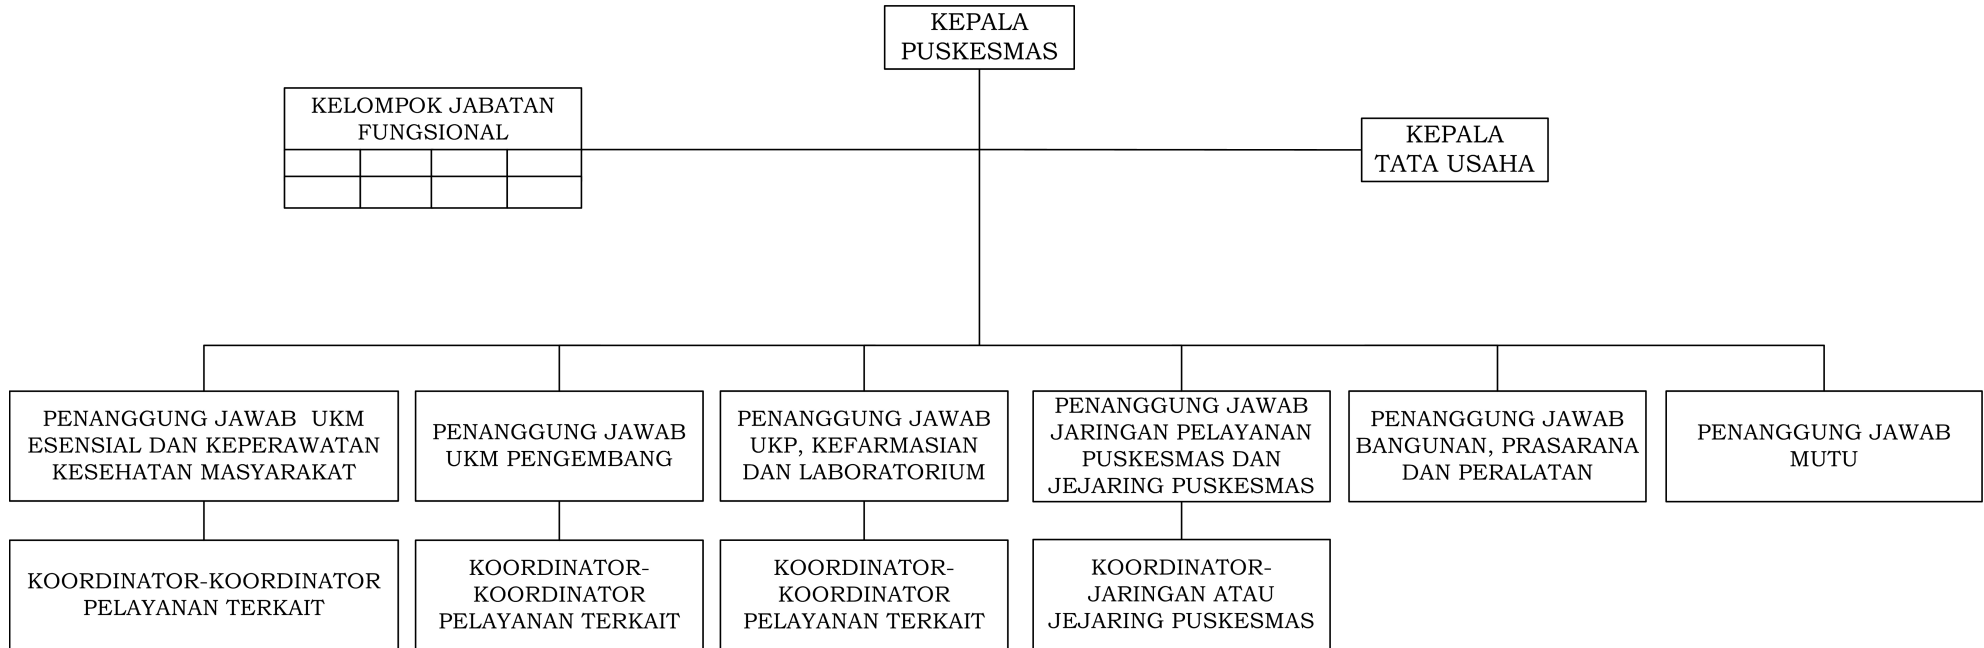 KEPALA
PUSKESMAS
KELOMPOK JABATAN
FUNGSIONAL
KEPALA
TATA USAHA
PENANGGUNG JAWAB  UKM
ESENSIAL DAN KEPERAWATAN
KESEHATAN MASYARAKAT
PENANGGUNG JAWAB
UKM PENGEMBANG
PENANGGUNG JAWAB
UKP, KEFARMASIAN
DAN LABORATORIUM
PENANGGUNG JAWAB
JARINGAN PELAYANAN
PUSKESMAS DAN
JEJARING PUSKESMAS
PENANGGUNG JAWAB
BANGUNAN, PRASARANA
DAN PERALATAN
PENANGGUNG JAWAB
MUTU
KOORDINATOR-KOORDINATOR
PELAYANAN TERKAIT
KOORDINATOR-
KOORDINATOR
PELAYANAN TERKAIT
KOORDINATOR-
KOORDINATOR
PELAYANAN TERKAIT
KOORDINATOR-
JARINGAN ATAU
JEJARING PUSKESMAS